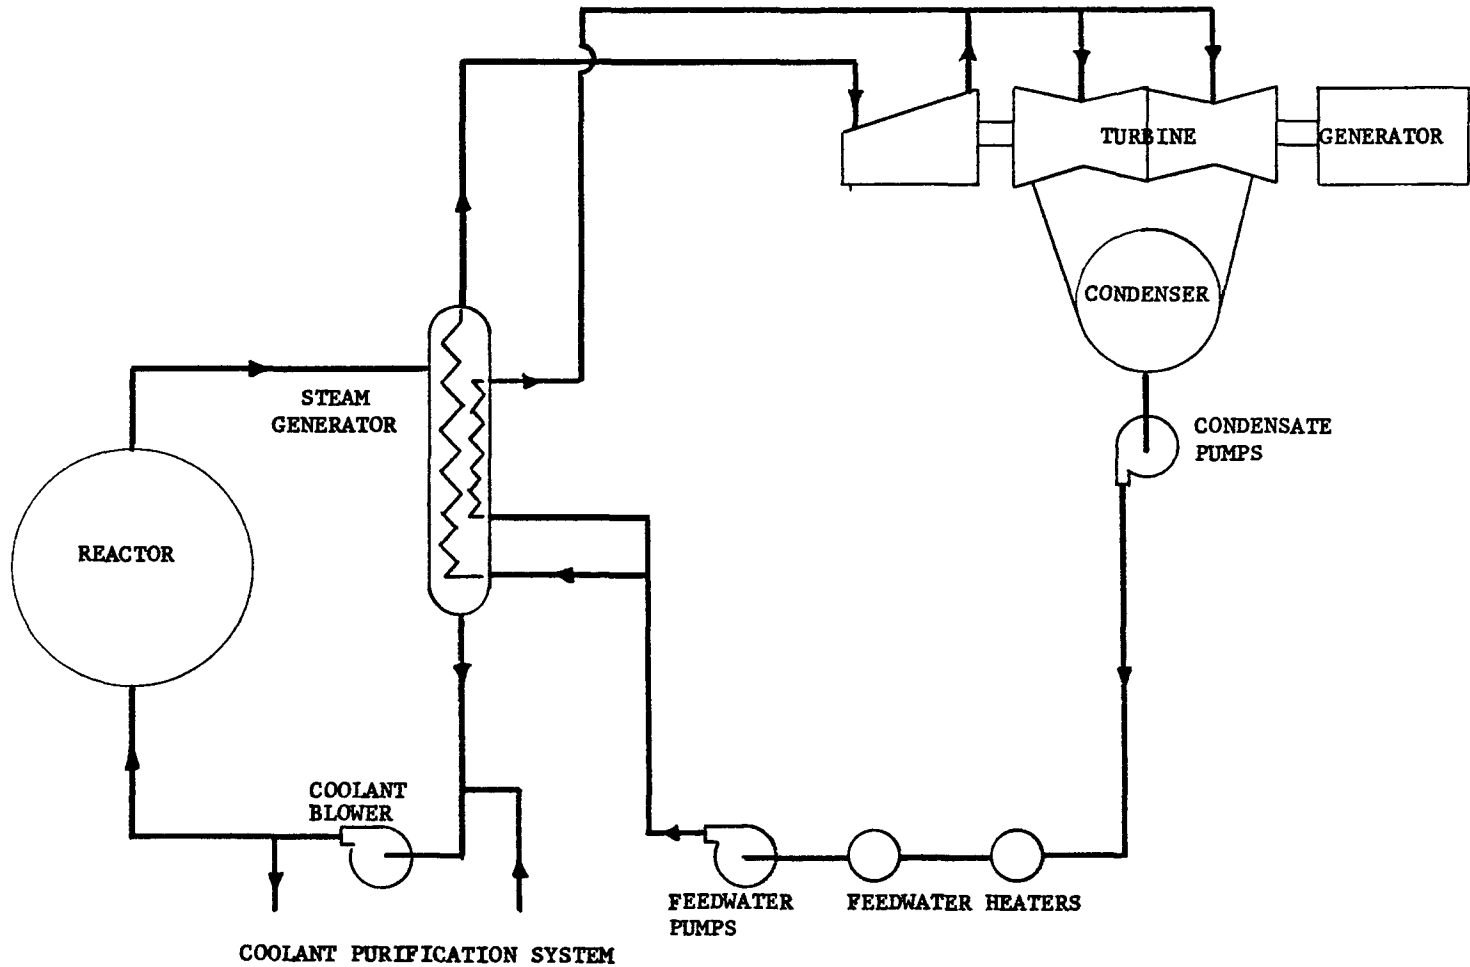 TURBINE
GENERATOR
CONDENSER
STEAM
GENERATOR
CONDENSATE
PUMPS
REACTOR
COOLANT
BLOWER
FEEDWATER
PUMPS
FEEDWATER HEATERS
COOLANT PURIFICATION SYSTEM